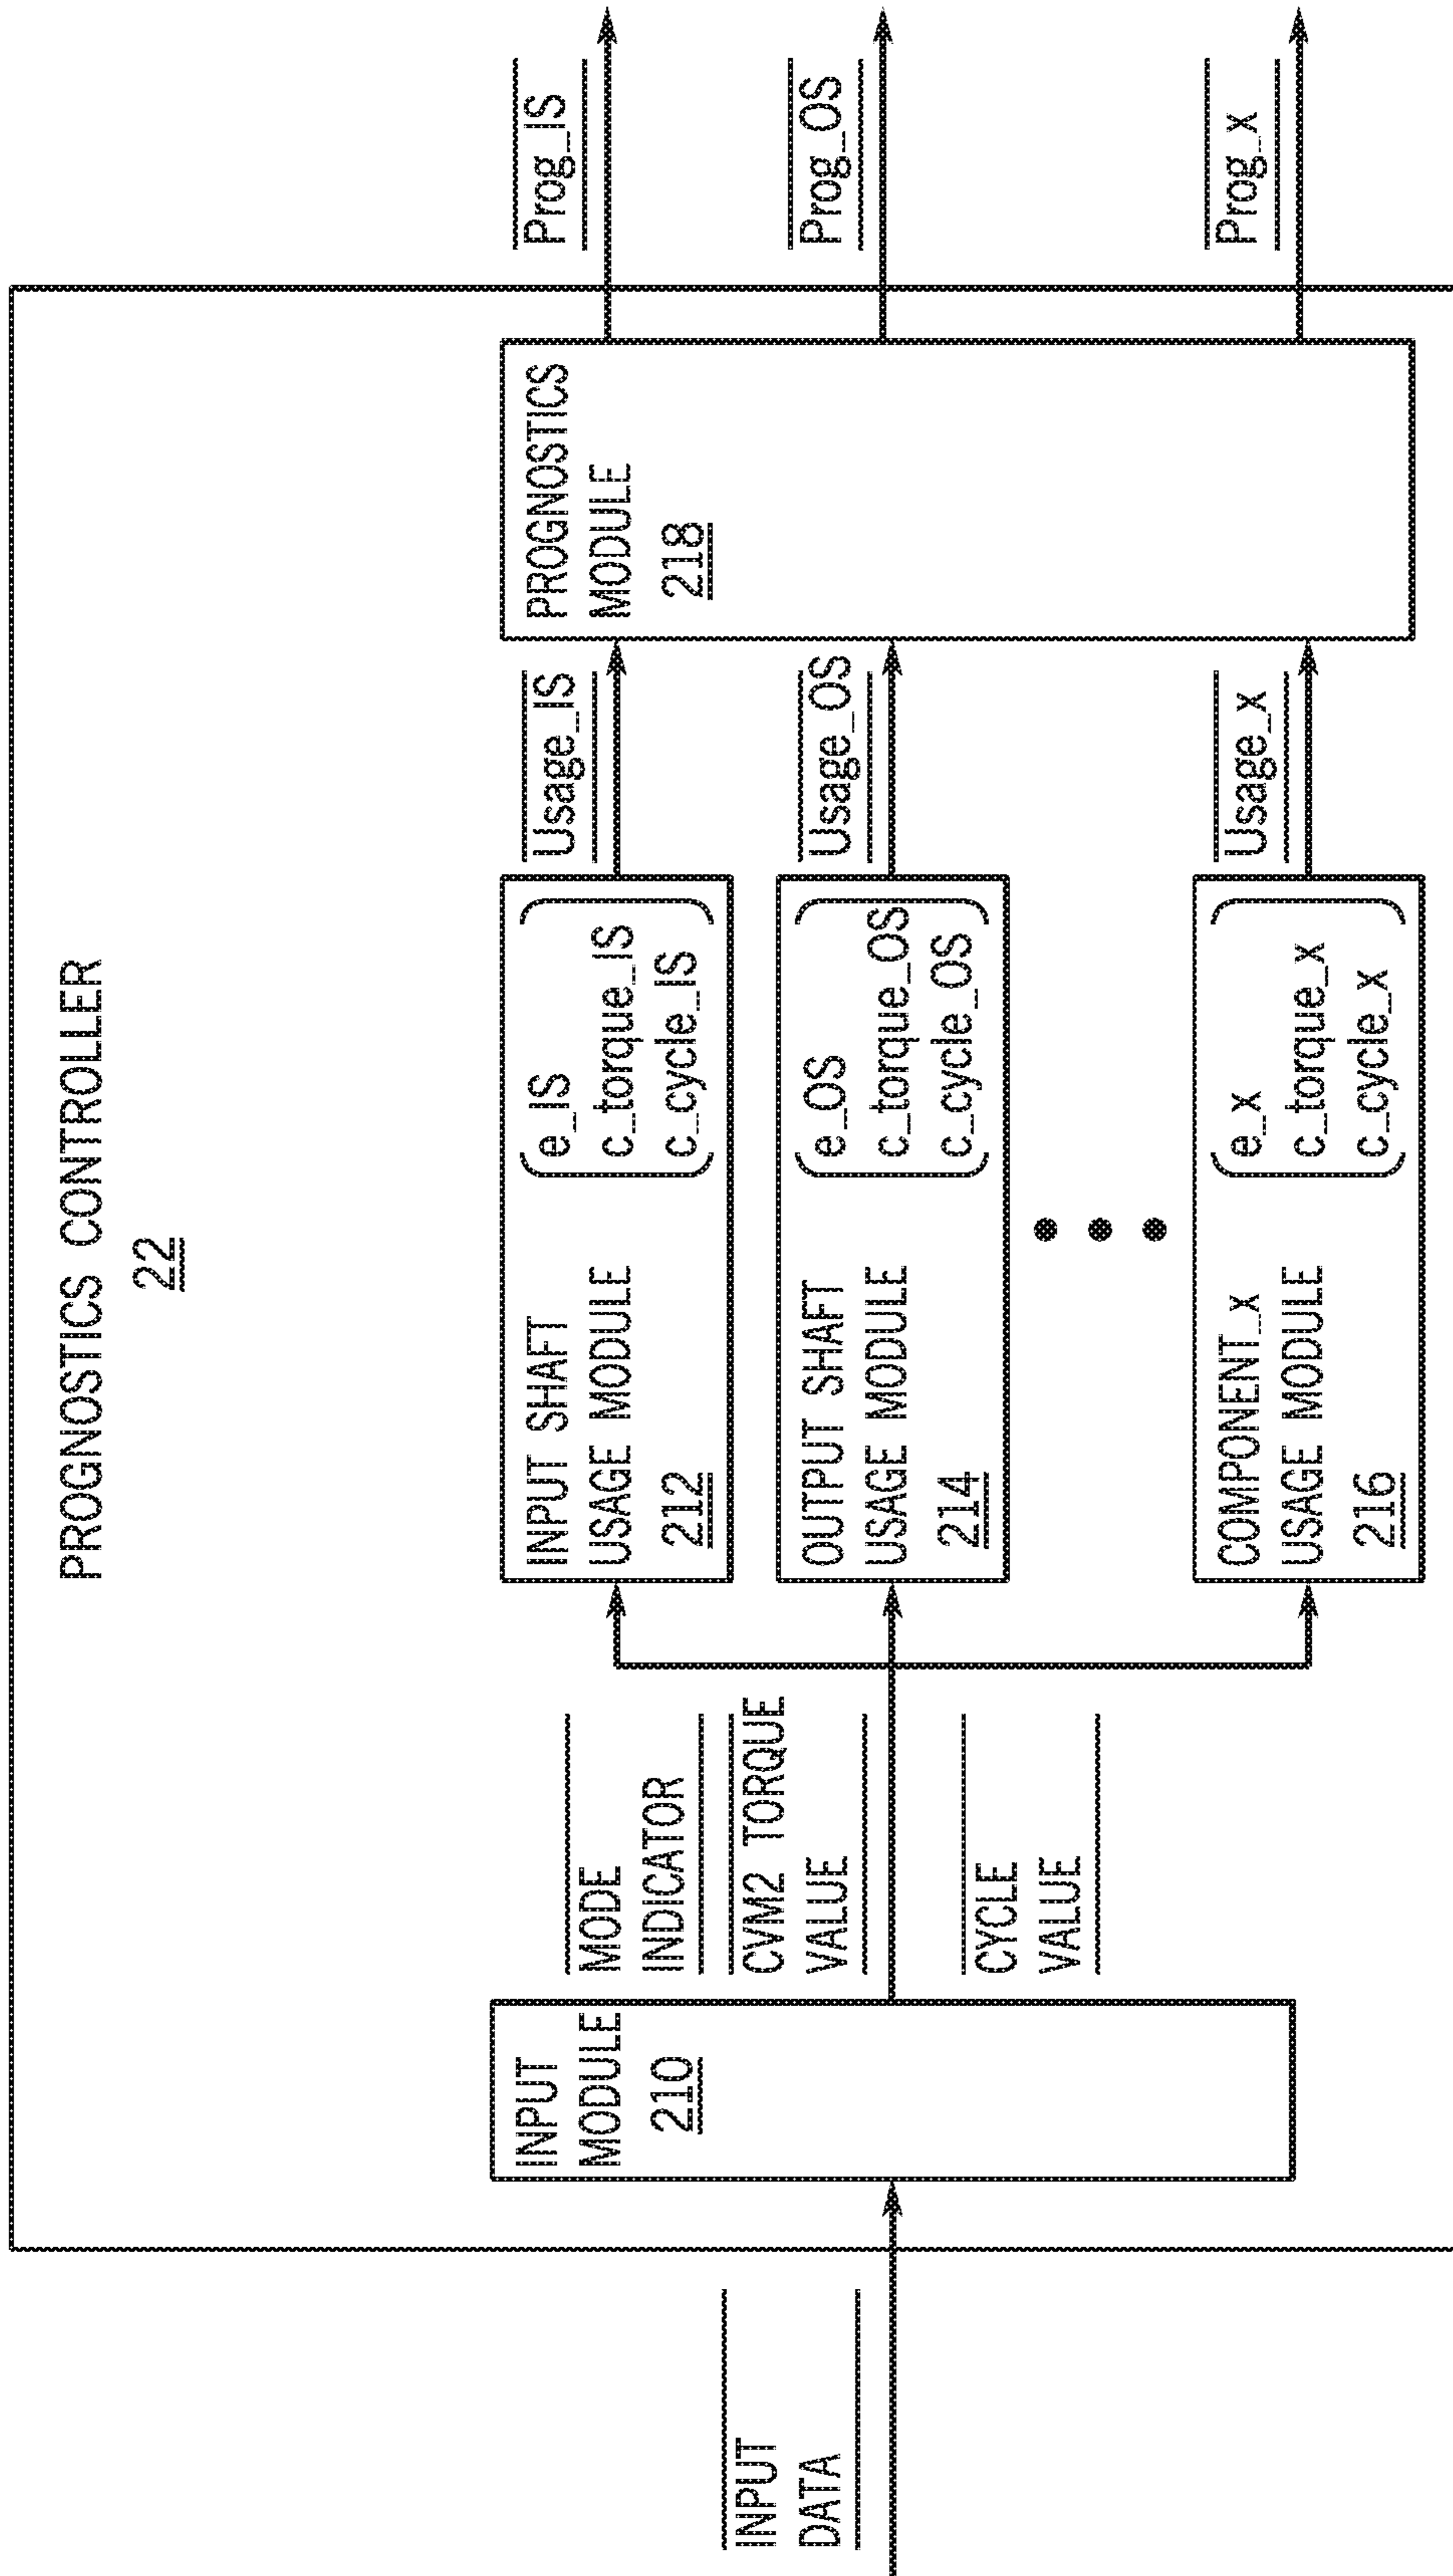 PROGNOSTICS CONTROLLER
22
INPUT
DATA
INPUT
MODULE
210
MODE
INDICATOR
CVM2 TORQUE
VALUE
CYCLE
VALUE
INPUT SHAFT
USAGE MODULE
212
e_IS
c_torque_IS
c_cycle_IS
Usage_IS
OUTPUT SHAFT
USAGE MODULE
214
e_OS
c_torque_OS
c_cycle_OS
Usage_OS
COMPONENT_x
USAGE MODULE
216
e_x
c_torque_x
c_cycle_x
Usage_x
PROGNOSTICS
MODULE
218
Prog_IS
Prog_OS
Prog_x